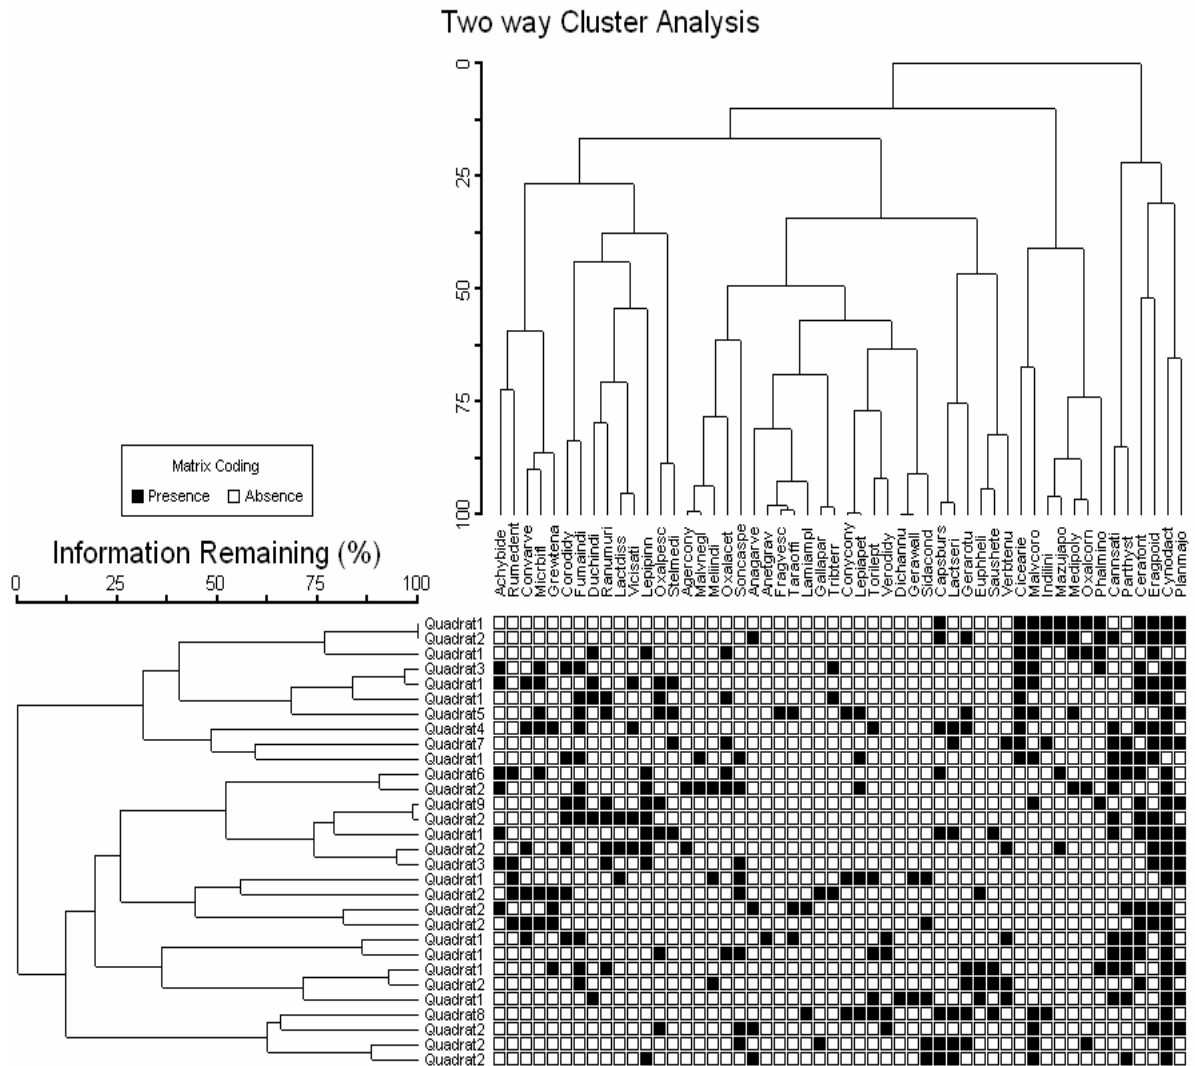 Two way Cluster Analysis
0
25
50
75
100
Matrix Coding
Presence Absence
Information Remaining (%)
0 25 50 75 100
Achybide
Rumedent
Convarve
Micrbifl
Grewtena
Corodidy
Fumaindi
Duchindi
Ranumuri
Lactdiss
Vicisati
Lepipinn
Oxalpesc
Stelmedi
Agercony
Malvnegl
Melindi
Oxalacet
Soncaspe
Anagarve
Anetgrav
Fragvesc
Taraoffi
Lamiampl
Gallapar
Tribterr
Conycony
Lepiapet
Torilept
Verodidy
Dichannu
Gerawall
Sidacond
Capsburs
Lactseri
Gerarotu
Euphheli
Saushete
Vertbtenu
Cicearie
Malvcoro
Indlini
Mazujapo
Medipoly
Oxalcorn
Phalmino
Cannsati
Parthyst
Cerafont
Eragpoid
Cynodact
Planmajo
Quadrat1
Quadrat2
Quadrat1
Quadrat3
Quadrat1
Quadrat1
Quadrat5
Quadrat4
Quadrat7
Quadrat1
Quadrat6
Quadrat2
Quadrat9
Quadrat2
Quadrat1
Quadrat2
Quadrat3
Quadrat1
Quadrat2
Quadrat2
Quadrat2
Quadrat1
Quadrat1
Quadrat1
Quadrat2
Quadrat1
Quadrat8
Quadrat2
Quadrat2
Quadrat2